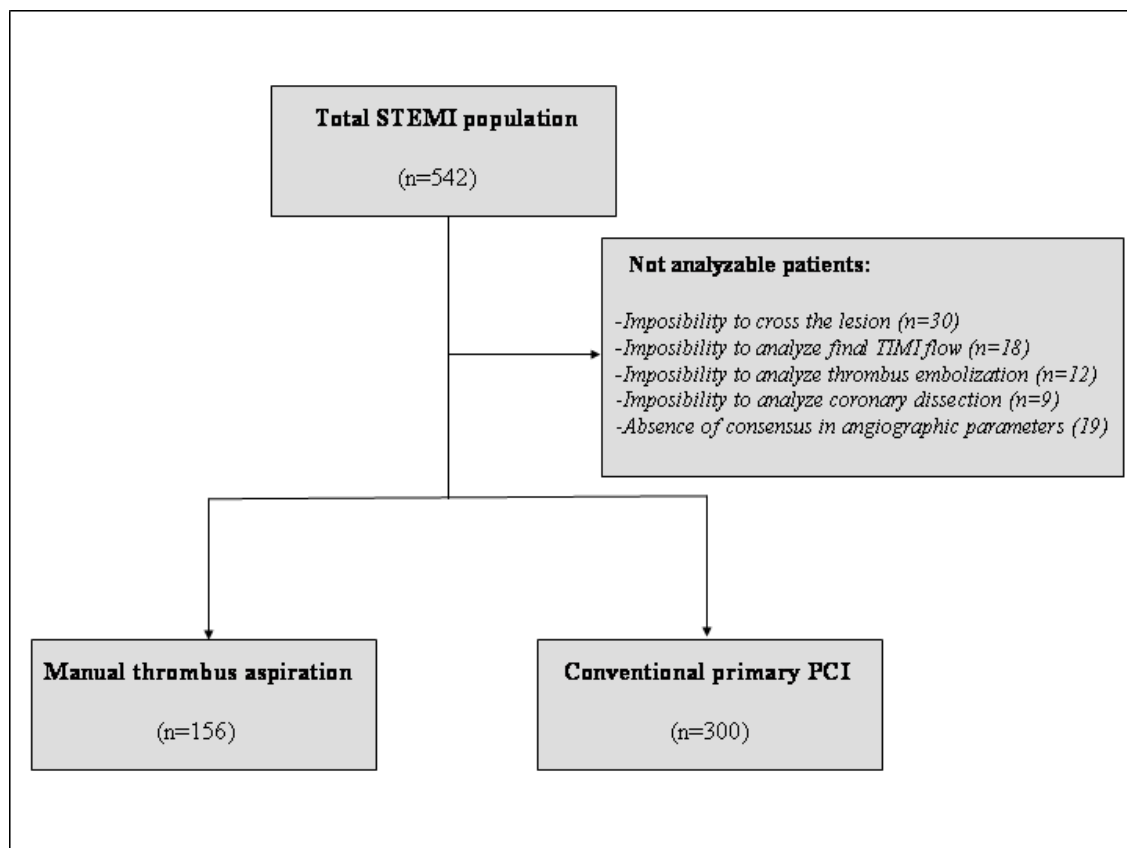 Total STEMI population
(n=542)
Not analyzable patients:
-Imposibility to cross the lesion (n=30)
-Imposibility to analyze final TIMI flow (n=18)
-Imposibility to analyze thrombus embolization (n=12)
-Imposibility to analyze coronary dissection (n=9)
-Absence of consensus in angiographic parameters (19)
Manual thrombus aspiration
(n=156)
Conventional primary PCI
(n=300)